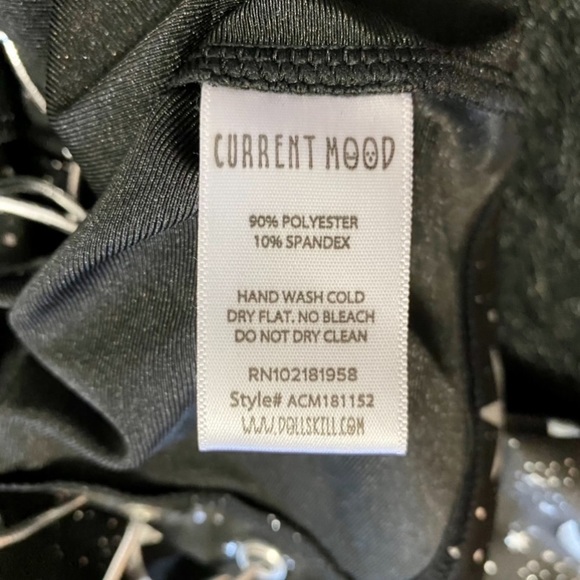 CURRENT MOOD
90% POLYESTER
10% SPANDEX
HAND WASH COLD
DRY FLAT. NO BLEACH
DO NOT DRY CLEAN
RN102181958
Style# ACM181152
WWW.DOLLSKILL.COM